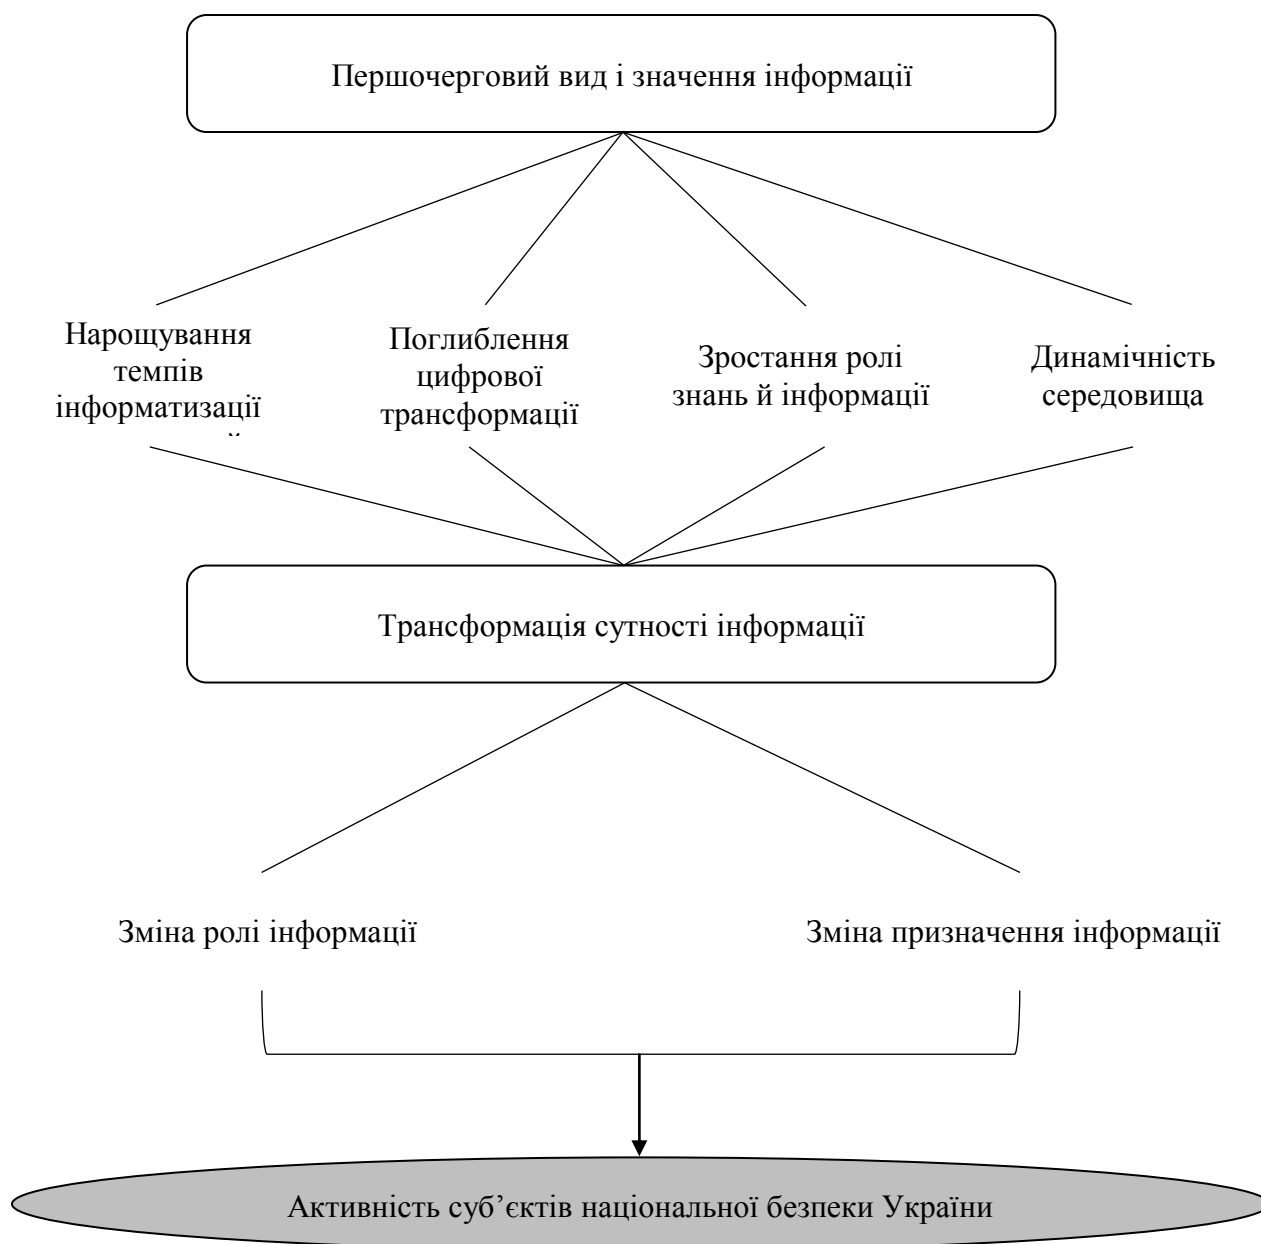 Першочерговий вид і значення інформації
Нарощування
темпів
інформатизації
Поглиблення
цифрової
трансформації
Зростання ролі
знань й інформації
Динамічність
середовища
Трансформація сутності інформації
Зміна ролі інформації
Зміна призначення інформації
Активність суб’єктів національної безпеки України